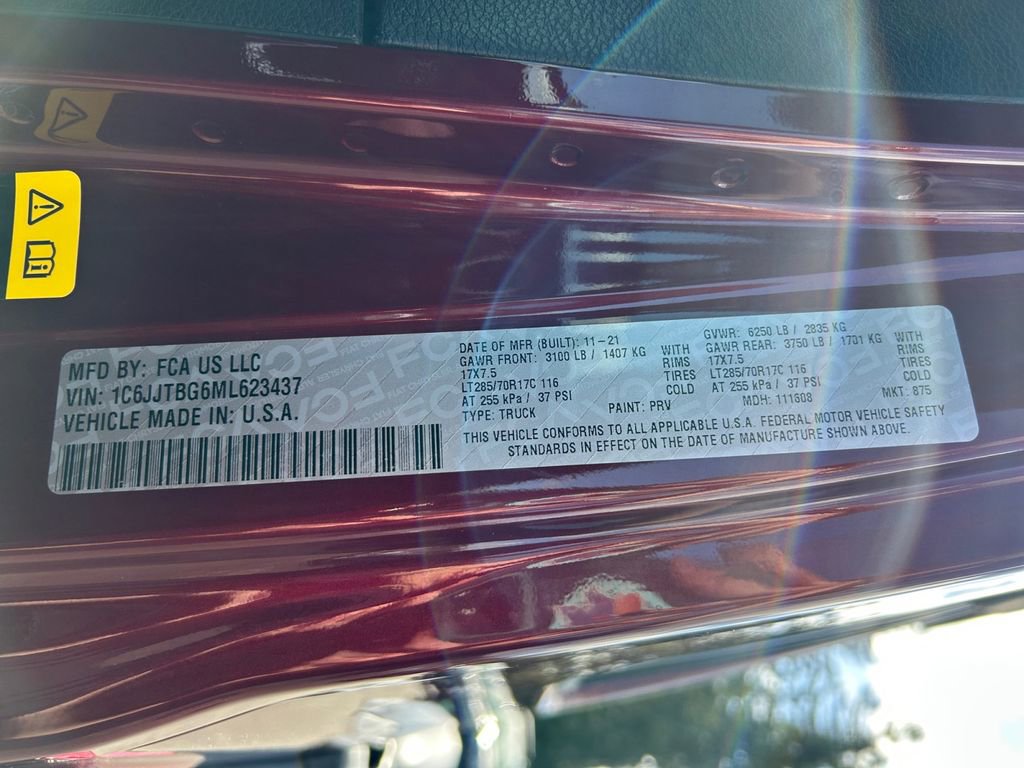 MFD BY: FCA US LLC
VIN: 1C6JJTBG6ML623437
VEHICLE MADE IN: U.S.A.
DATE OF MFR (BUILT): 11-21
GAWR FRONT: 3100 LB / 1407 KG WITH
17X7.5 RIMS
LT285/70R17C 116 TIRES
AT 255 kPa / 37 PSI COLD
TYPE: TRUCK
PAINT: PRV
GVWR: 6250 LB / 2835 KG
GAWR REAR: 3750 LB / 1701 KG WITH
17X7.5 RIMS
LT285/70R17C 116 TIRES
AT 255 kPa / 37 PSI COLD
MDH: 111608 MKT: 875
THIS VEHICLE CONFORMS TO ALL APPLICABLE U.S.A. FEDERAL MOTOR VEHICLE SAFETY
STANDARDS IN EFFECT ON THE DATE OF MANUFACTURE SHOWN ABOVE.